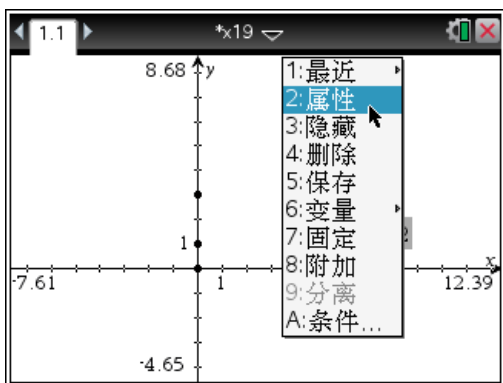 1.1 *x19
8.68 y
1:最近
2:属性
3:隐藏
4:删除
5:保存
6:变量
7:固定
8:附加
9:分离
A:条件...
1
2
x
-7.61 1 12.39
-4.65